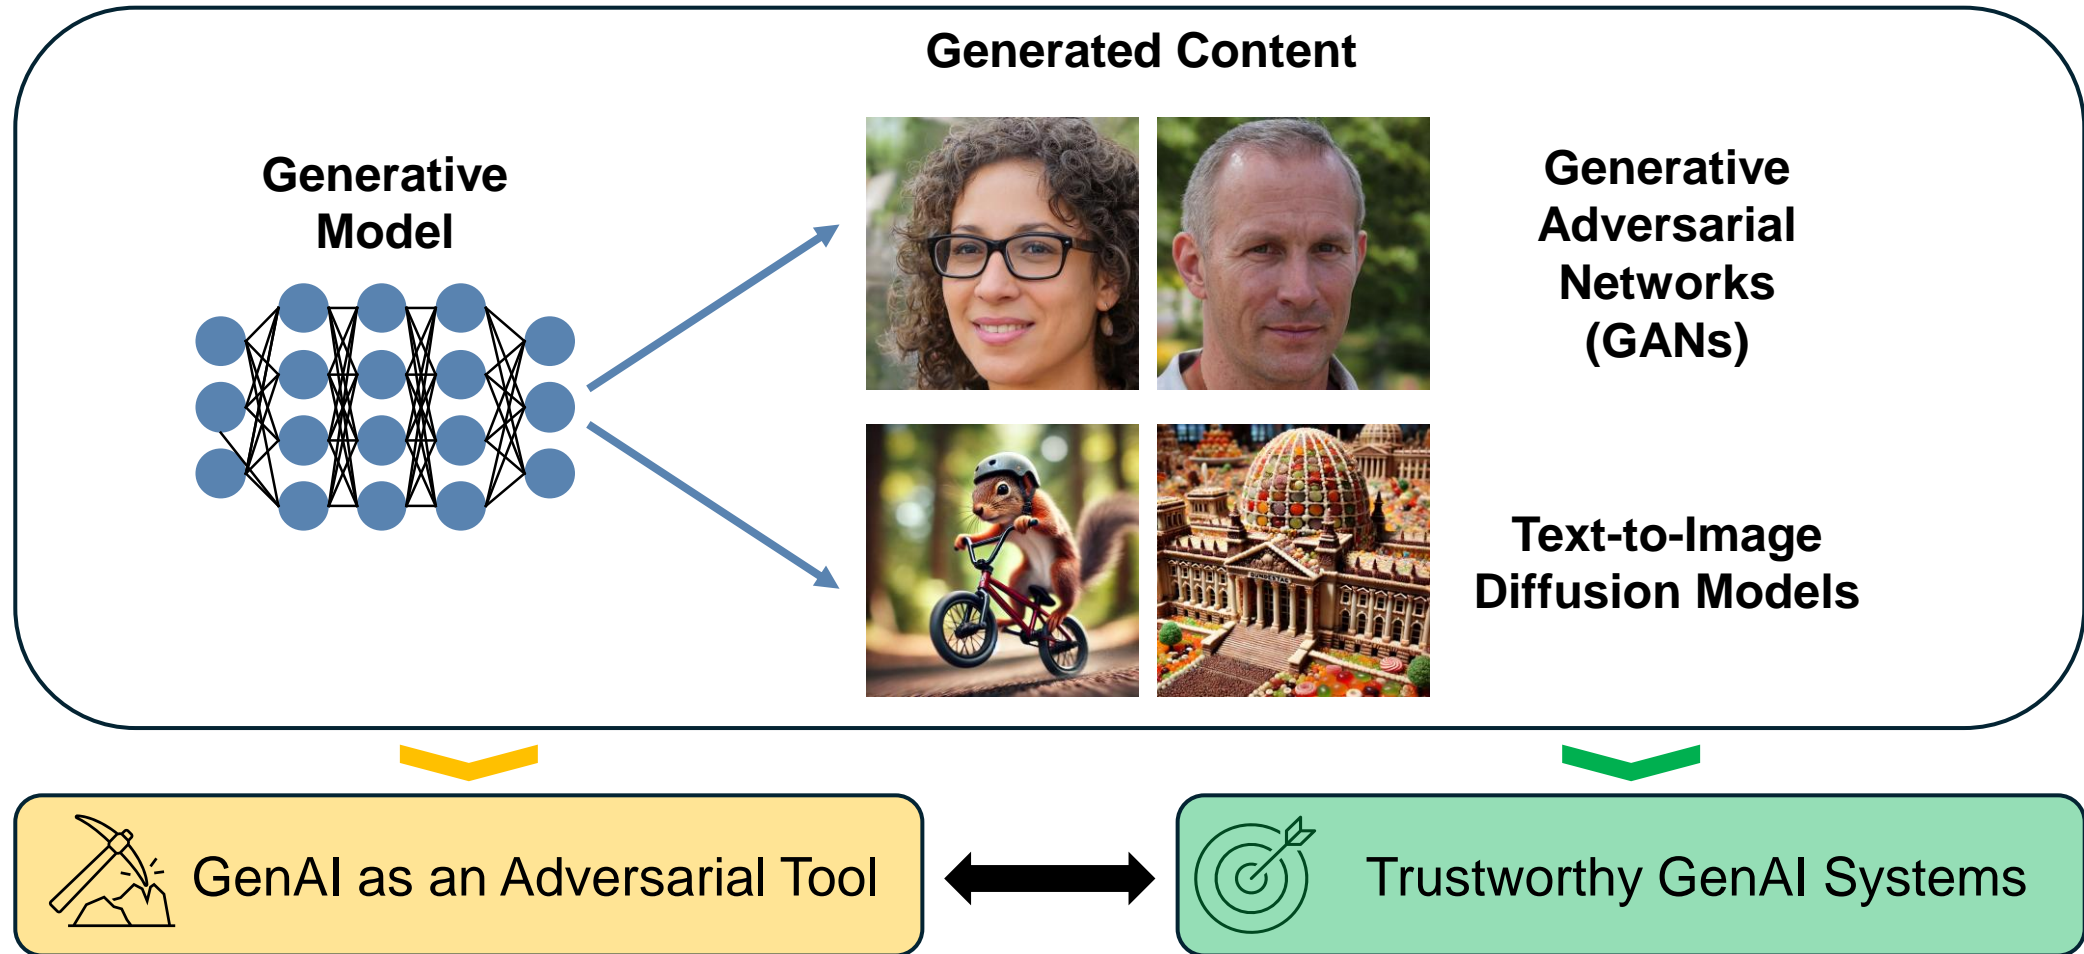 Generated Content
Generative
Model
Generative
Adversarial
Networks
(GANs)
BUNDESTAG
Text-to-Image
Diffusion Models
GenAI as an Adversarial Tool
Trustworthy GenAI Systems